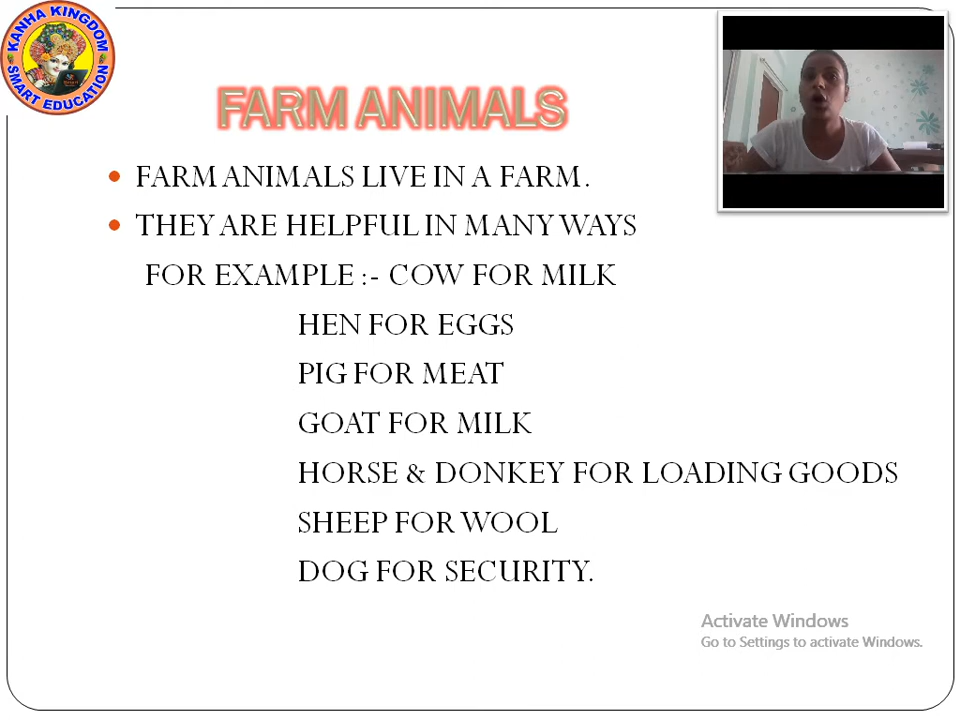 KANHA KINGDOM
SMART EDUCATION
FARM ANIMALS
FARM ANIMALS LIVE IN A FARM.
THEY ARE HELPFUL IN MANY WAYS
FOR EXAMPLE :- COW FOR MILK
HEN FOR EGGS
PIG FOR MEAT
GOAT FOR MILK
HORSE & DONKEY FOR LOADING GOODS
SHEEP FOR WOOL
DOG FOR SECURITY.
Activate Windows
Go to Settings to activate Windows.